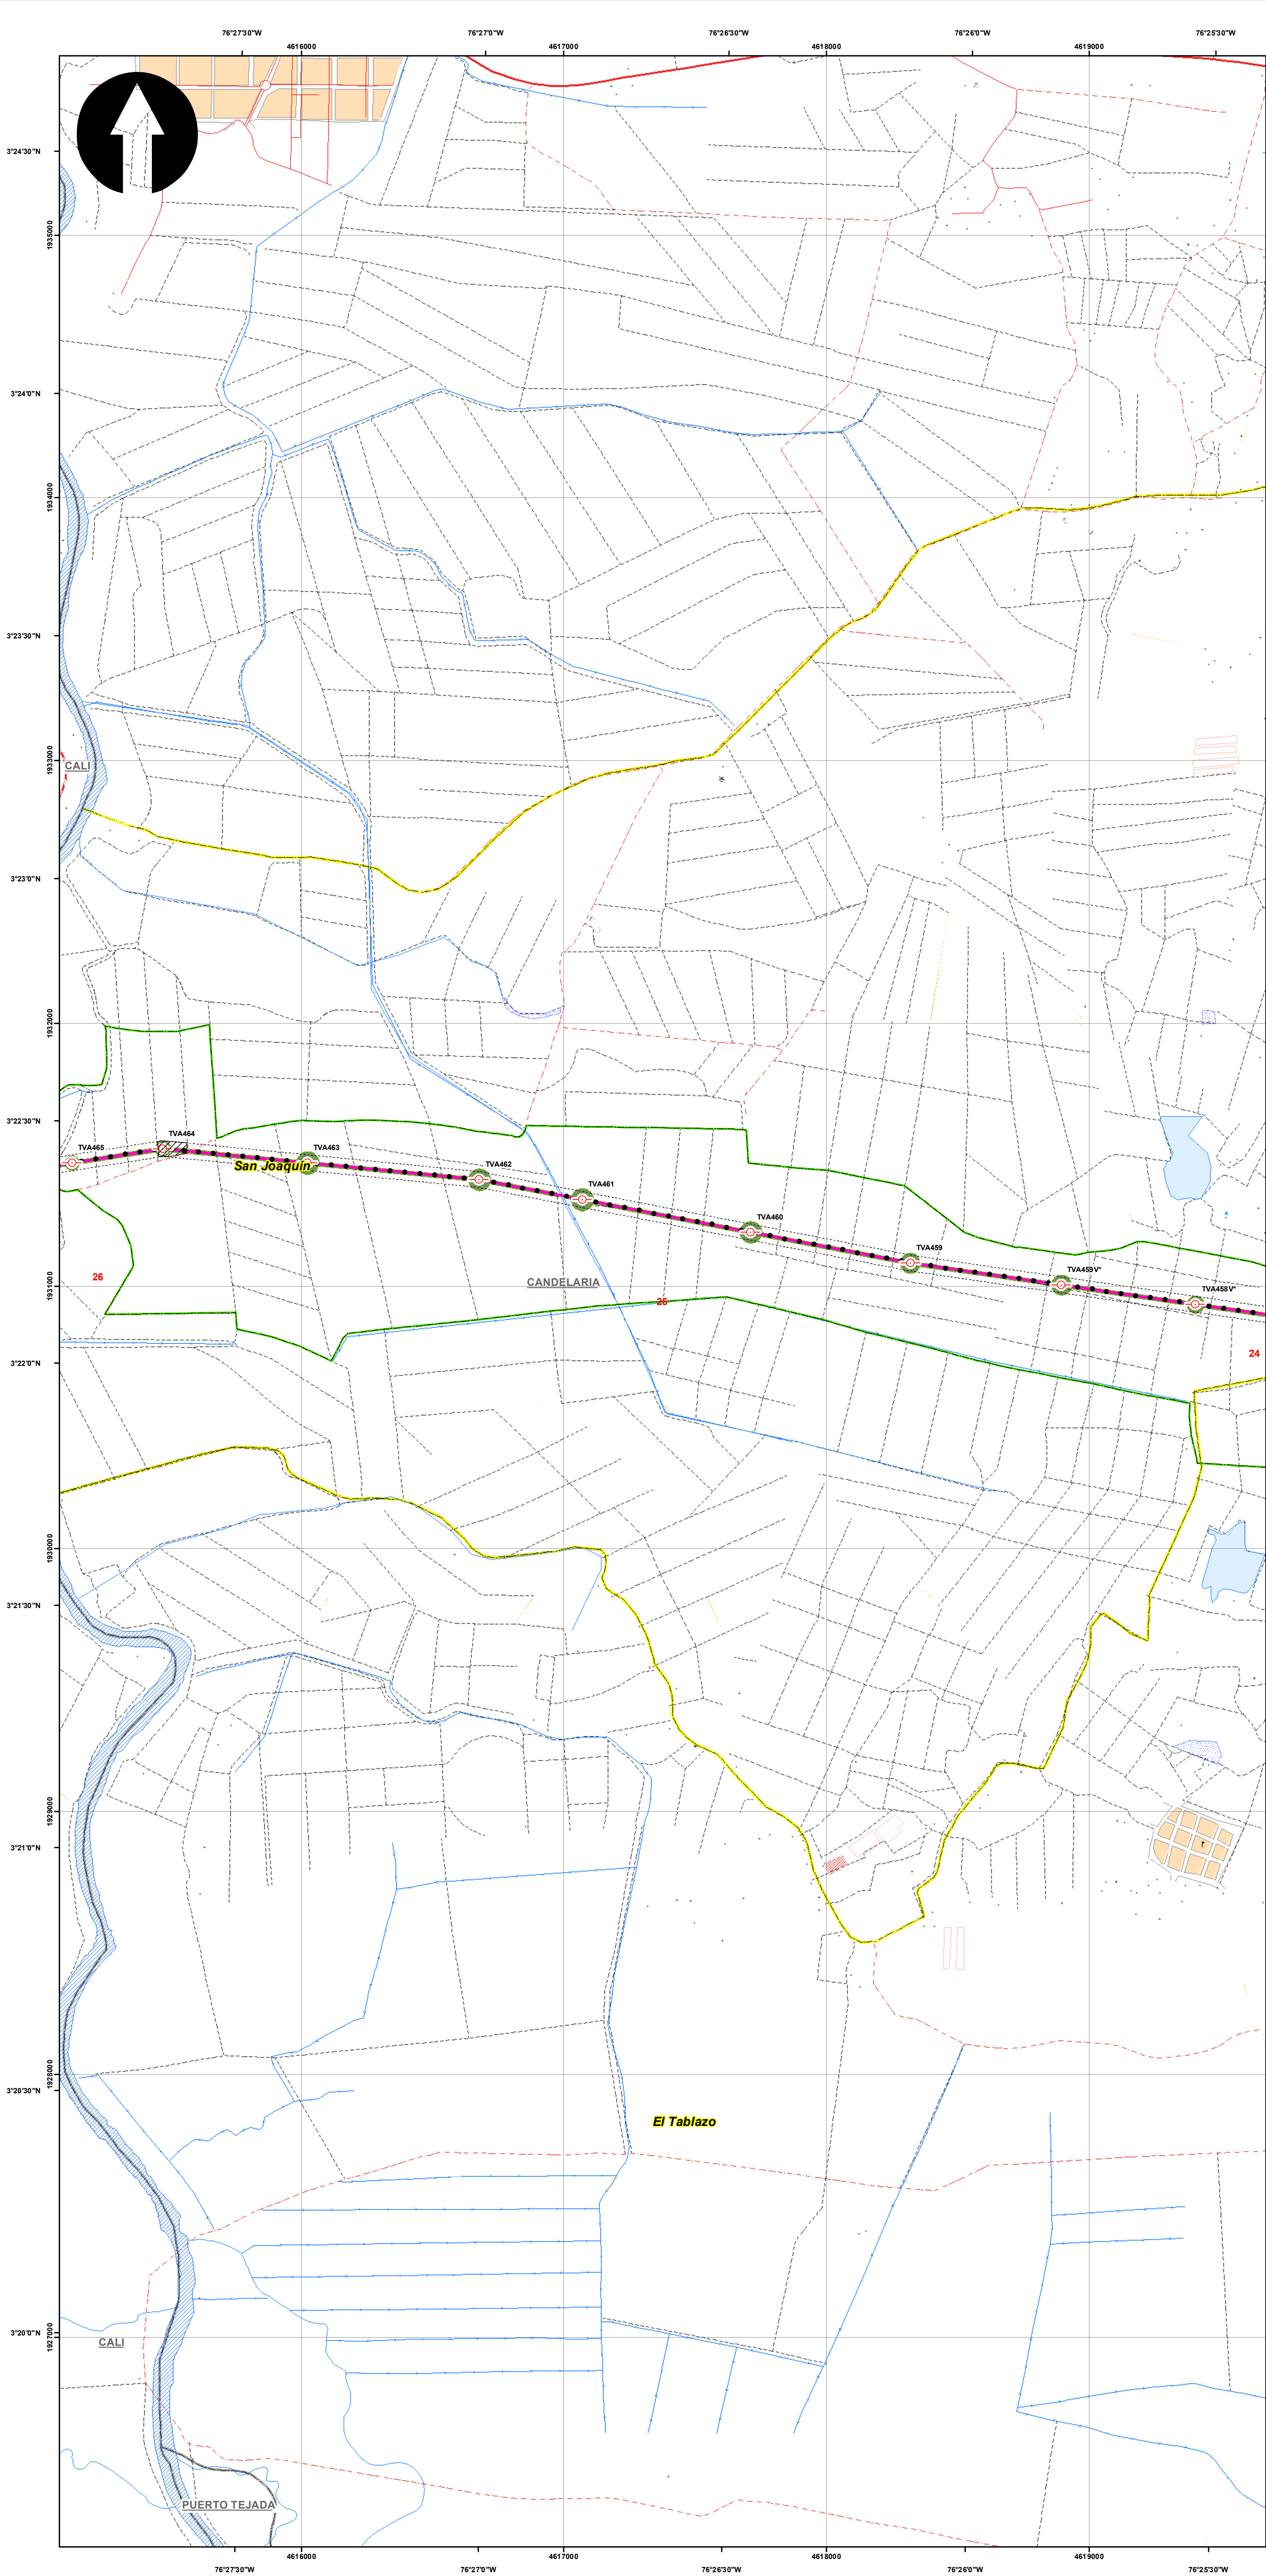 76°27'30"W 4616000 76°27'0"W 4617000 76°26'30"W 4618000 76°26'0"W 4619000 76°25'30"W
3°24'30"N
1935000
3°24'0"N
1934000
3°23'30"N
1933000
CALI
3°23'0"N
1932000
3°22'30"N
TVA465
TVA464
TVA463
San Joaquín
TVA462
TVA461
TVA460
TVA459
TVA459V*
TVA458V*
26
1931000
CANDELARIA
25
24
3°22'0"N
1930000
3°21'30"N
1929000
3°21'0"N
1928000
3°20'30"N
El Tablazo
3°20'0"N
1927000
CALI
PUERTO TEJADA
76°27'30"W 4616000 76°27'0"W 4617000 76°26'30"W 4618000 76°26'0"W 4619000 76°25'30"W